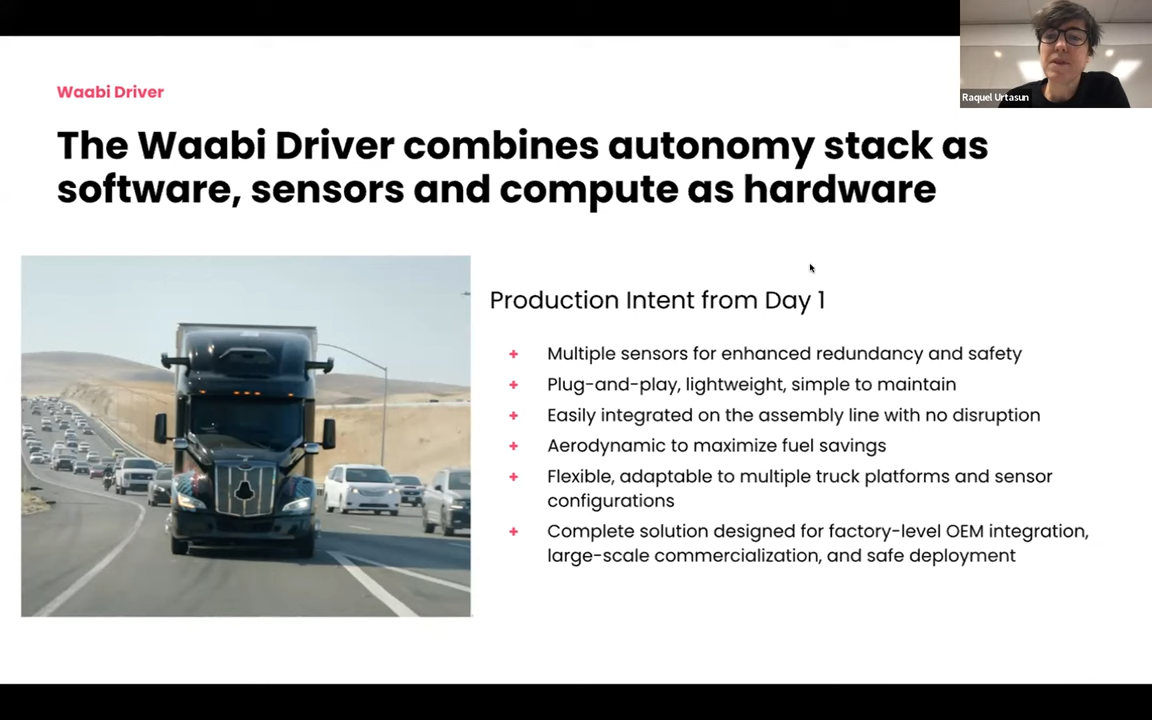 Raquel Urtasun
Waabi Driver
The Waabi Driver combines autonomy stack as
software, sensors and compute as hardware
Production Intent from Day 1
+ Multiple sensors for enhanced redundancy and safety
+ Plug-and-play, lightweight, simple to maintain
+ Easily integrated on the assembly line with no disruption
+ Aerodynamic to maximize fuel savings
+ Flexible, adaptable to multiple truck platforms and sensor
configurations
+ Complete solution designed for factory-level OEM integration,
large-scale commercialization, and safe deployment